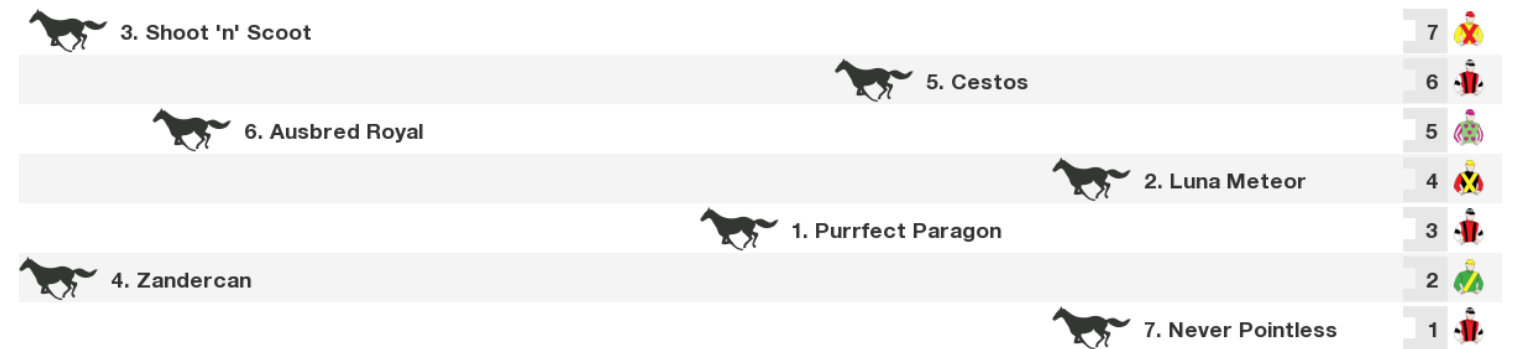 3. Shoot 'n' Scoot 7
5. Cestos 6
6. Ausbred Royal 5
2. Luna Meteor 4
1. Purrfect Paragon 3
4. Zandercan 2
7. Never Pointless 1